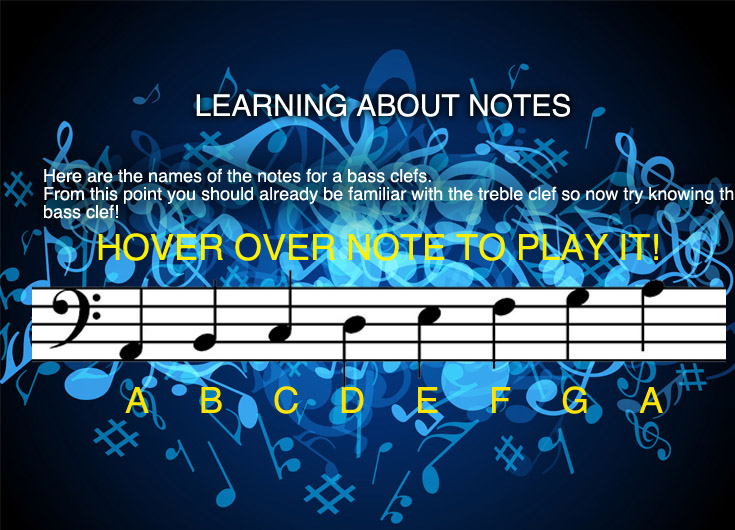 LEARNING ABOUT NOTES
Here are the names of the notes for a bass clefs.
From this point you should already be familiar with the treble clef so now try knowing th
bass clef!
HOVER OVER NOTE TO PLAY IT!
A B C D E F G A